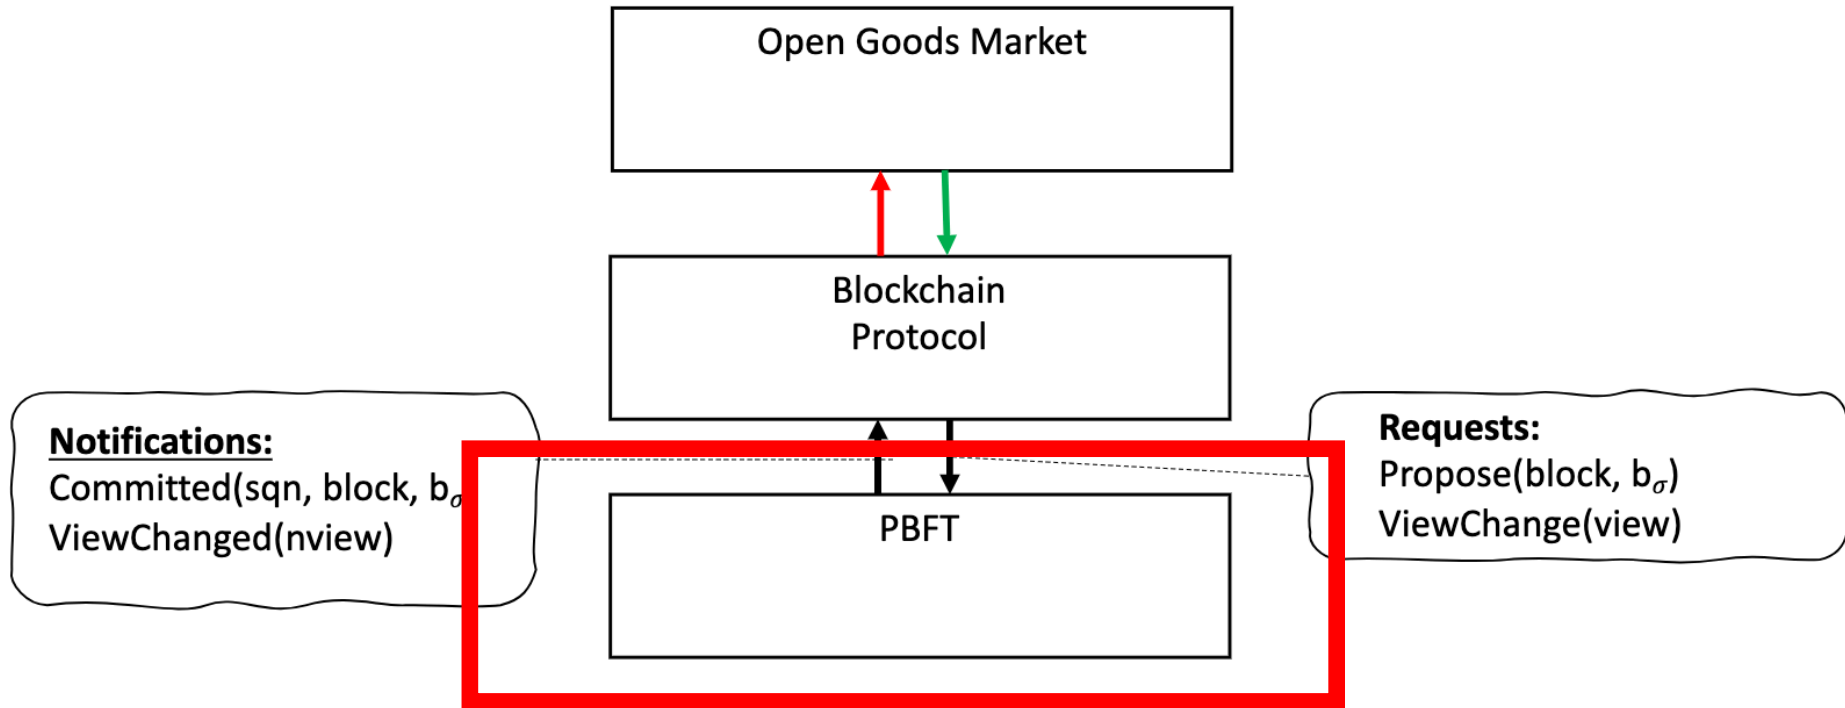 Open Goods Market
Blockchain
Protocol
Notifications:
Committed(sqn, block, bσ
ViewChanged(nview)
Requests:
Propose(block, bσ)
ViewChange(view)
PBFT